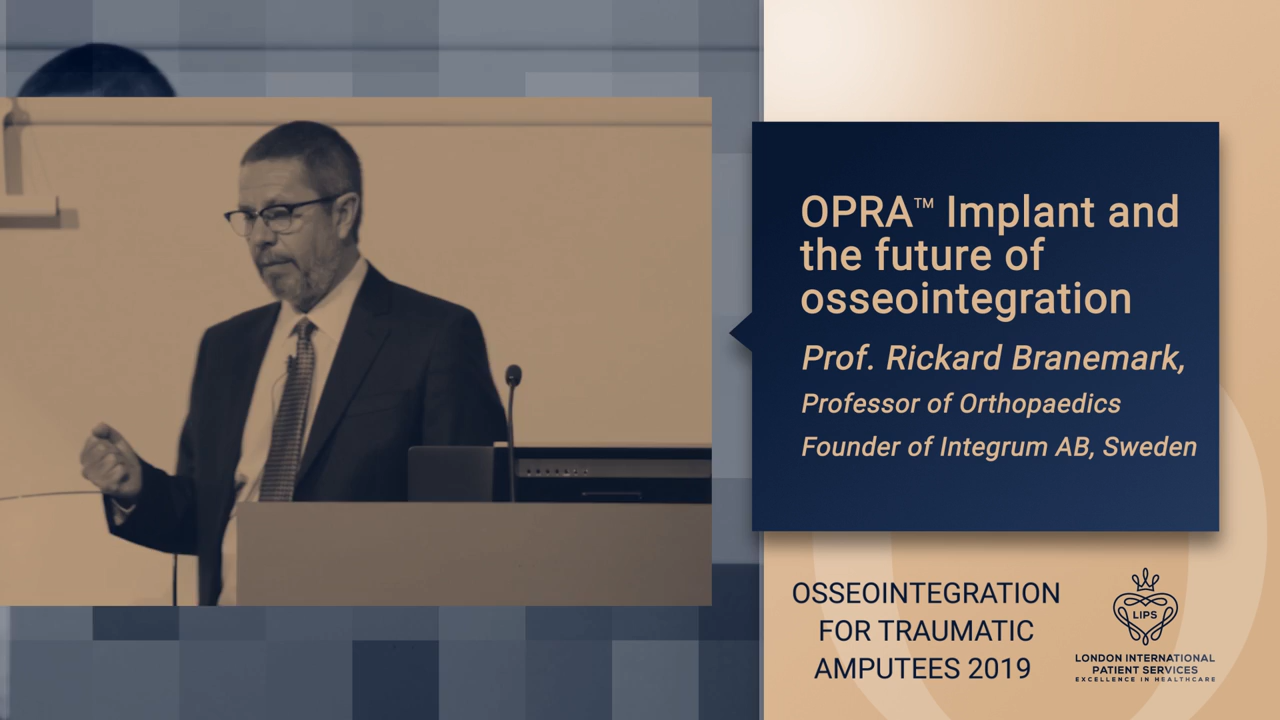 OPRA™ Implant and
the future of
osseointegration
Prof. Rickard Branemark,
Professor of Orthopaedics
Founder of Integrum AB, Sweden
OSSEOINTEGRATION
FOR TRAUMATIC
AMPUTEES 2019
LIPS
LONDON INTERNATIONAL
PATIENT SERVICES
EXCELLENCE IN HEALTHCARE